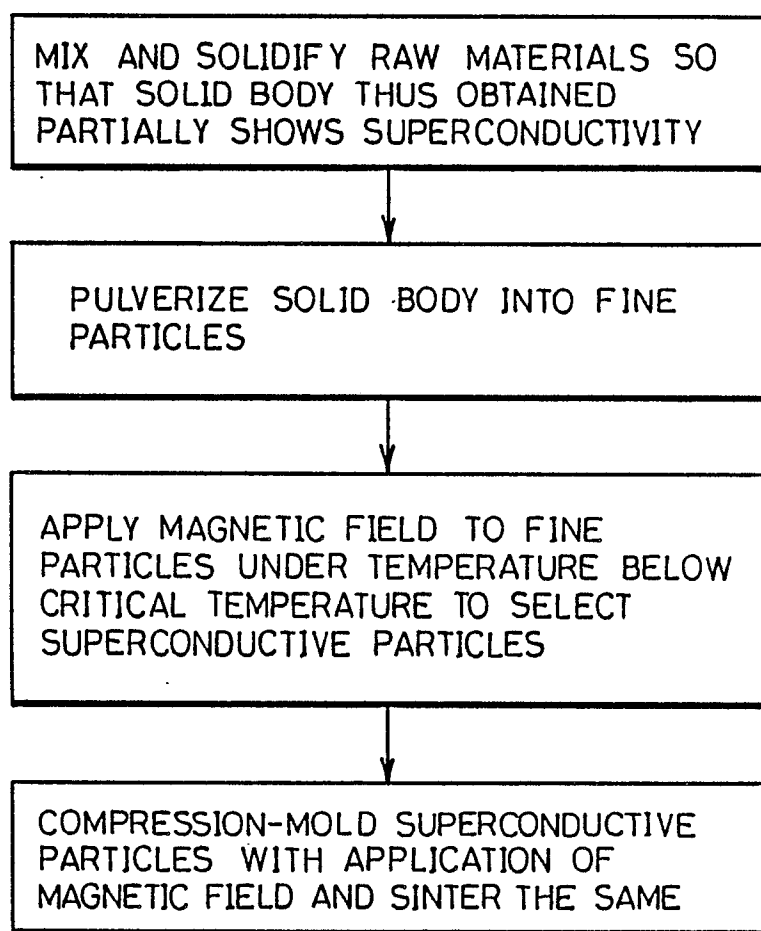 MIX AND SOLIDIFY RAW MATERIALS SO
THAT SOLID BODY THUS OBTAINED
PARTIALLY SHOWS SUPERCONDUCTIVITY
PULVERIZE SOLID BODY INTO FINE
PARTICLES
APPLY MAGNETIC FIELD TO FINE
PARTICLES UNDER TEMPERATURE BELOW
CRITICAL TEMPERATURE TO SELECT
SUPERCONDUCTIVE PARTICLES
COMPRESSION-MOLD SUPERCONDUCTIVE
PARTICLES WITH APPLICATION OF
MAGNETIC FIELD AND SINTER THE SAME